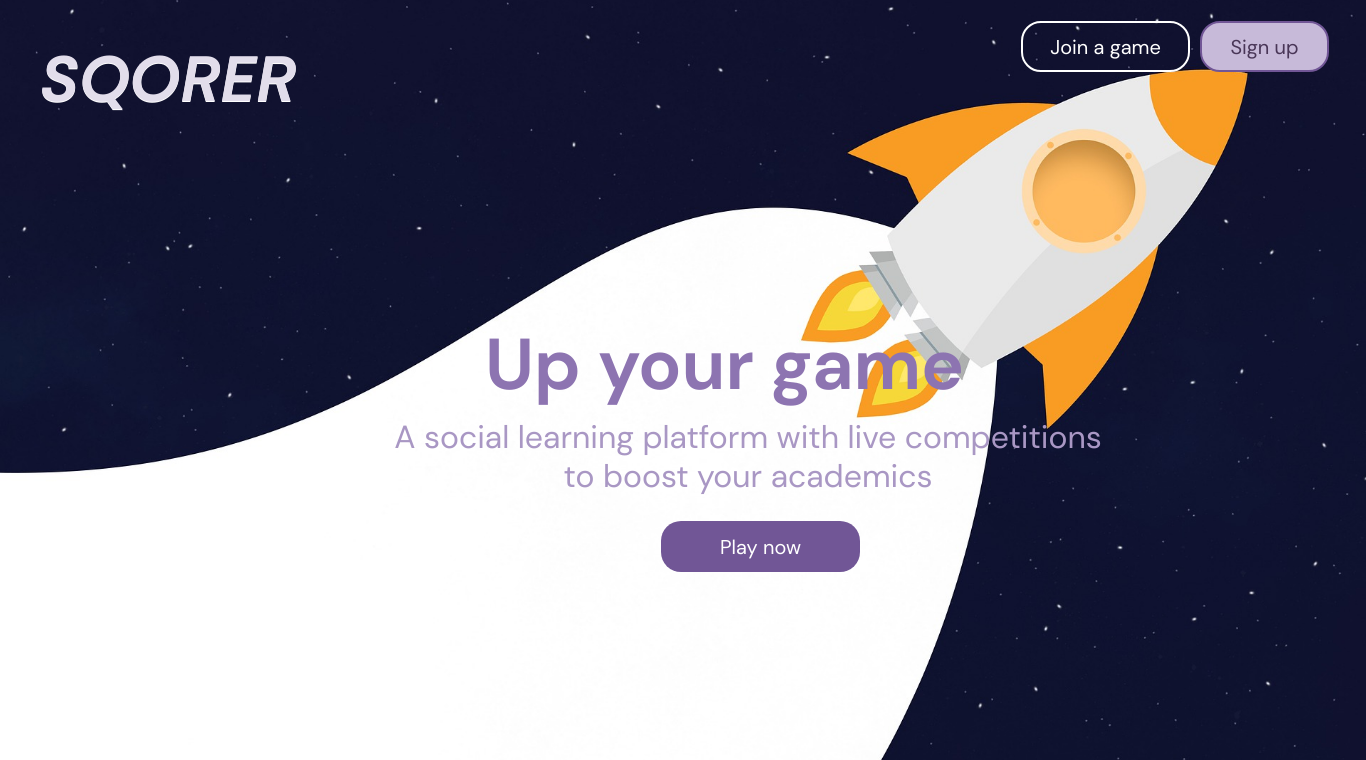 SQORER
Join a game
Sign up
Up your game
A social learning platform with live competitions
to boost your academics
Play now